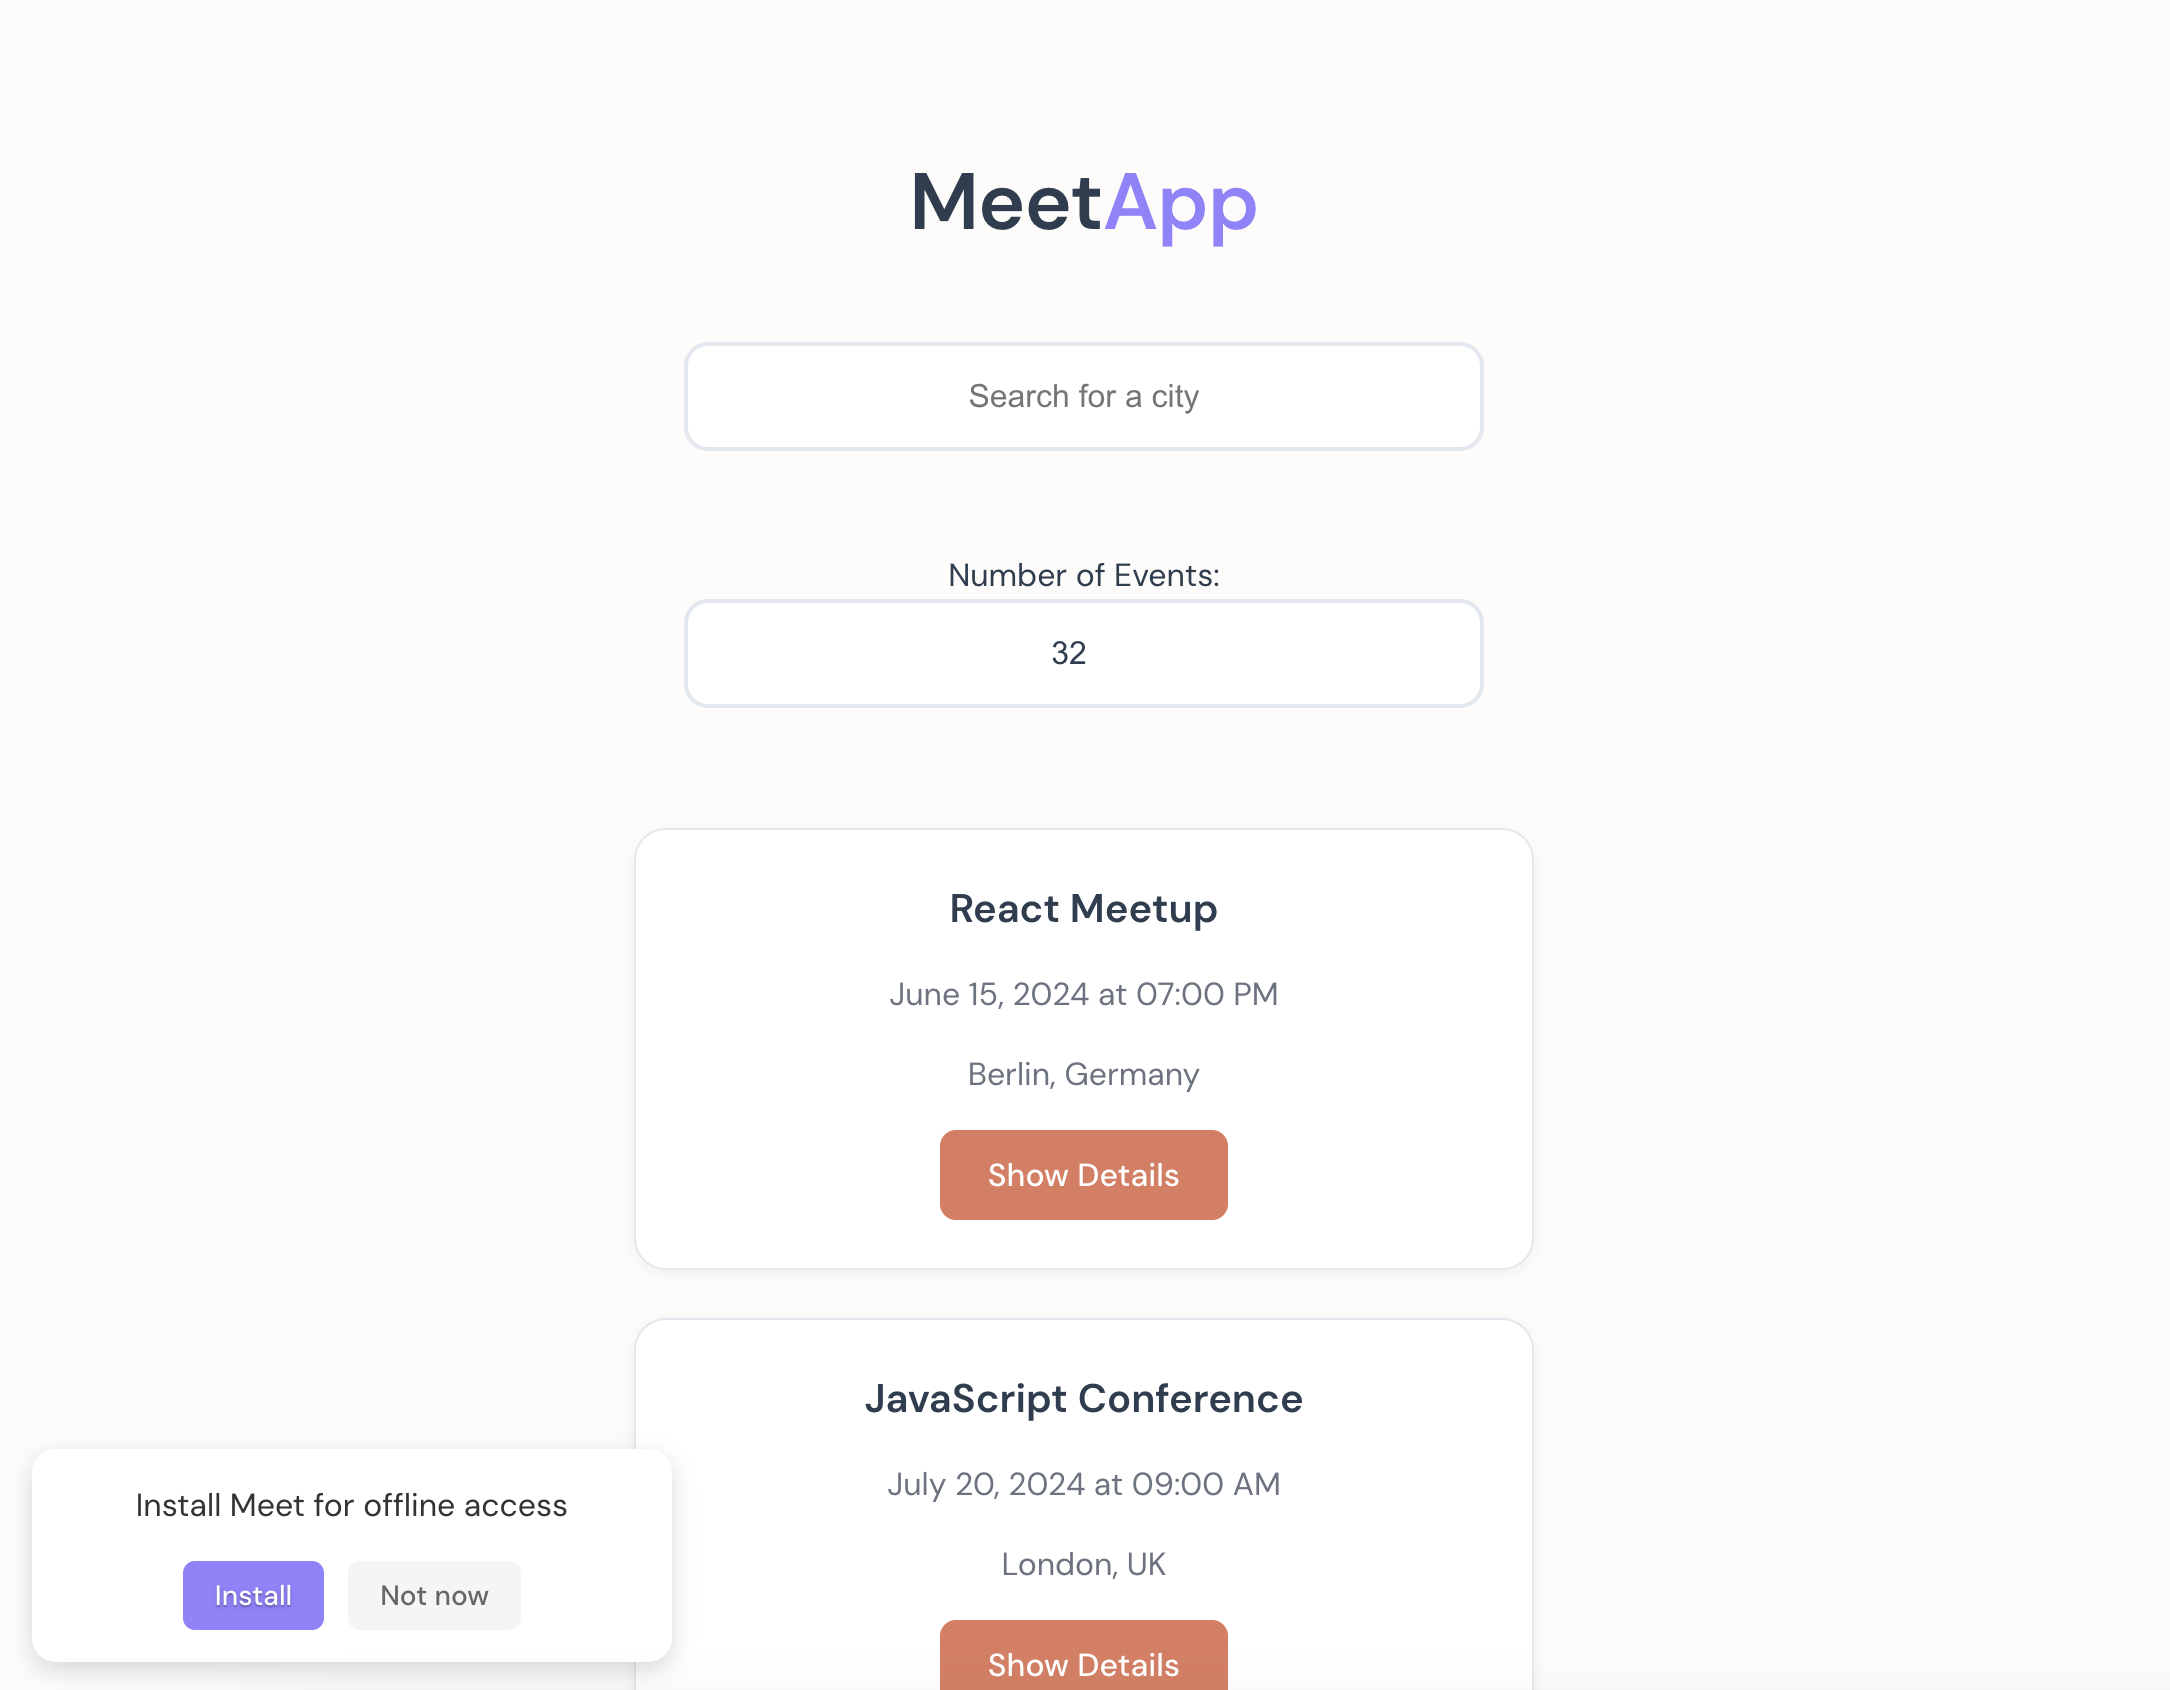 MeetApp
Search for a city
Number of Events:
32
React Meetup
June 15, 2024 at 07:00 PM
Berlin, Germany
Show Details
JavaScript Conference
July 20, 2024 at 09:00 AM
London, UK
Show Details
Install Meet for offline access
Install
Not now